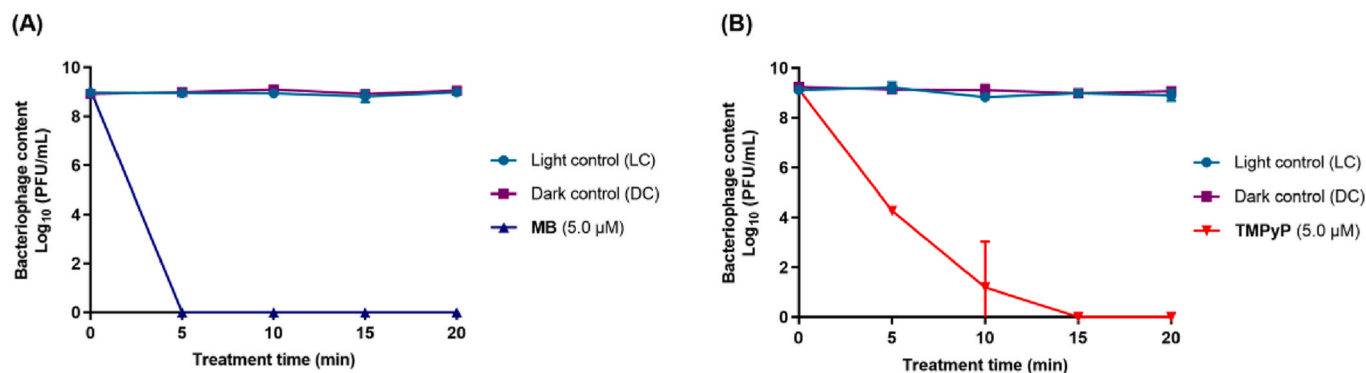 (A)
Bacteriophage content
Log₁₀ (PFU/mL)
10
8
6
4
2
0
0 5 10 15 20
Treatment time (min)
Light control (LC)
Dark control (DC)
MB (5.0 µM)
(B)
Bacteriophage content
Log₁₀ (PFU/mL)
10
8
6
4
2
0
0 5 10 15 20
Treatment time (min)
Light control (LC)
Dark control (DC)
TMPyP (5.0 µM)